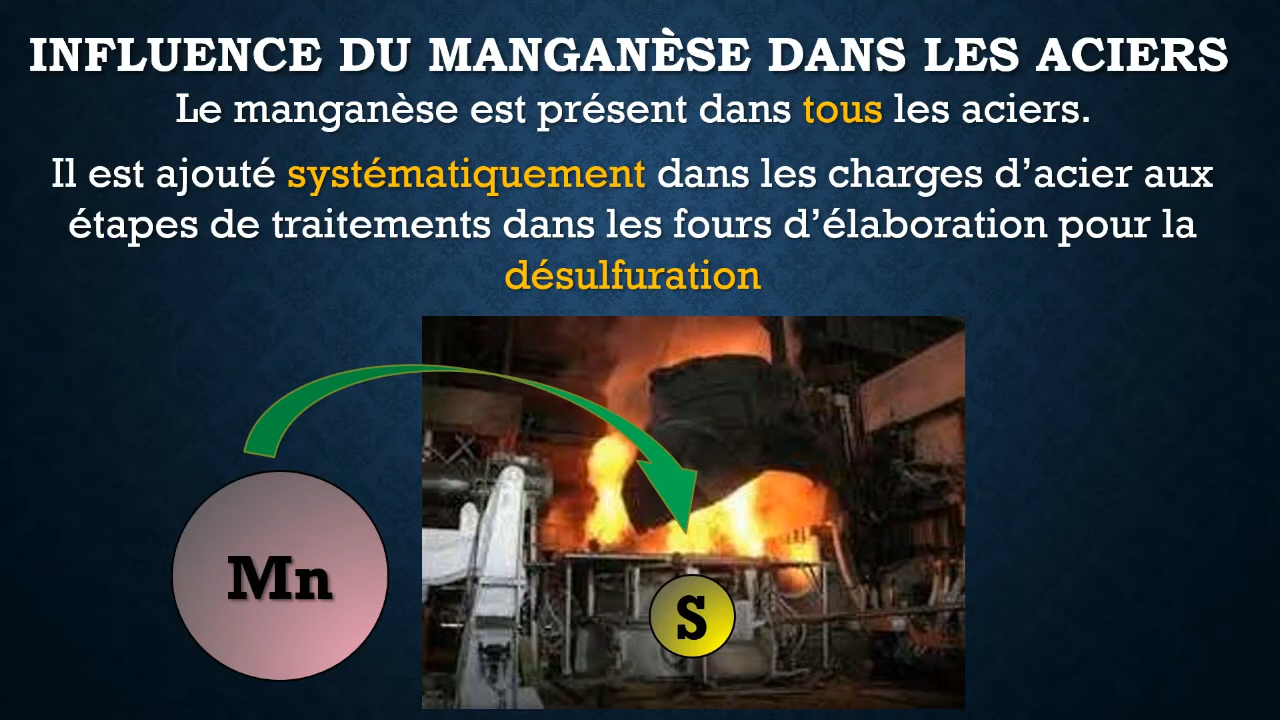 INFLUENCE DU MANGANÈSE DANS LES ACIERS
Le manganèse est présent dans tous les aciers.
Il est ajouté systématiquement dans les charges d’acier aux
étapes de traitements dans les fours d’élaboration pour la
désulfuration
Mn
S